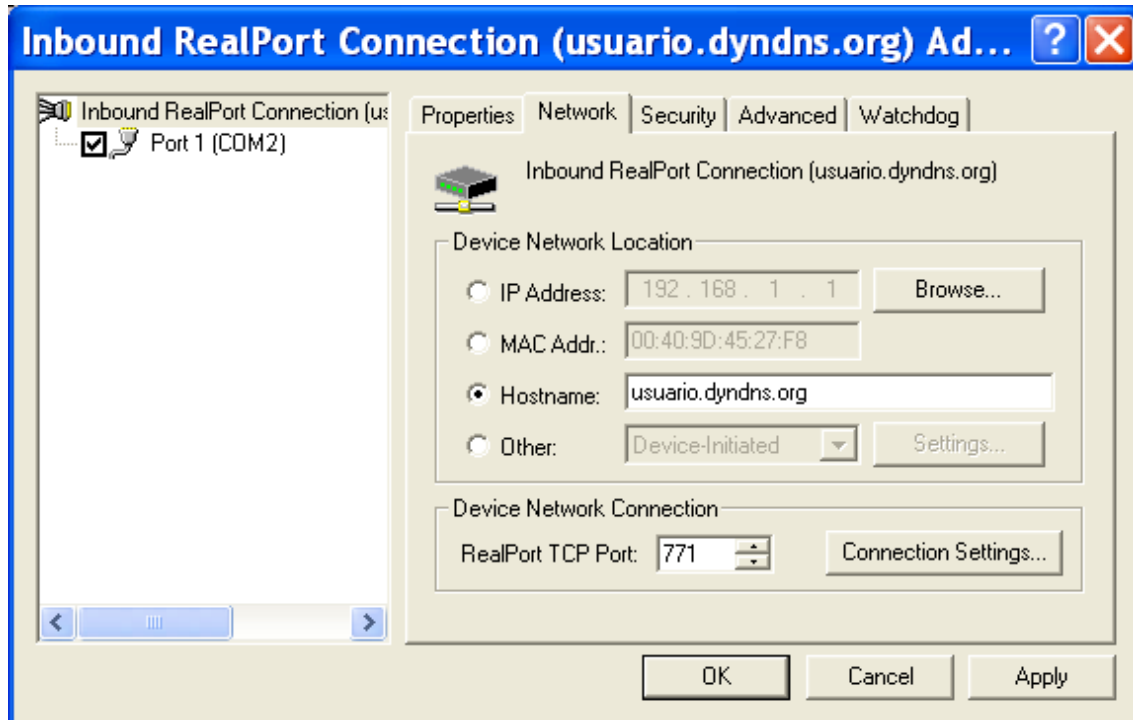 Inbound RealPort Connection (usuario.dyndns.org) Ad...
Inbound RealPort Connection (us
Port 1 (COM2)
Properties Network Security Advanced Watchdog
Inbound RealPort Connection (usuario.dyndns.org)
Device Network Location
IP Address: 192 . 168 . 1 . 1 Browse...
MAC Addr.: 00:40:9D:45:27:F8
Hostname: usuario.dyndns.org
Other: Device-Initiated Settings...
Device Network Connection
RealPort TCP Port: 771 Connection Settings...
OK Cancel Apply